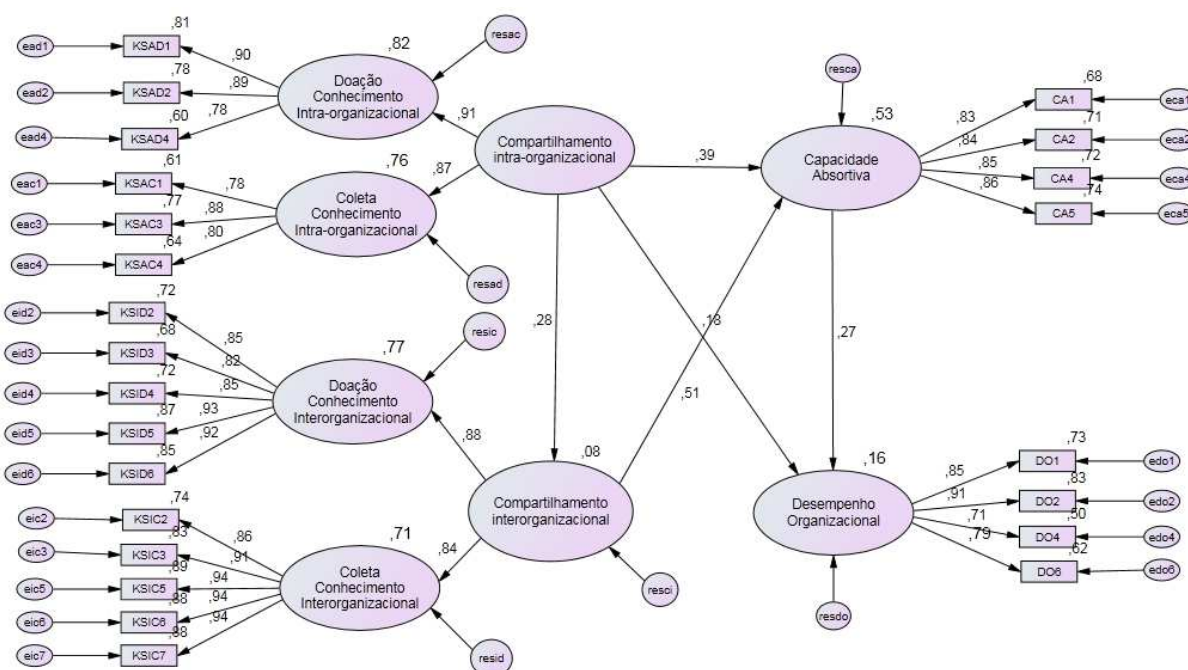 ,81
ead1
KSAD1
,90
,78
ead2
KSAD2
,89
,60
ead4
KSAD4
,78
,82
Doação
Conhecimento
Intra-organizacional
resac
,61
eac1
KSAC1
,78
,77
eac3
KSAC3
,88
,64
eac4
KSAC4
,80
,76
Coleta
Conhecimento
Intra-organizacional
resad
,91
,87
Compartilhamento
intra-organizacional
,39
,28
,18
resca
,53
Capacidade
Absortiva
,68
,83
CA1
eca1
,71
,84
CA2
eca2
,72
,85
CA4
eca4
,74
,86
CA5
eca5
,27
,51
,72
eid2
KSID2
,85
,68
eid3
KSID3
,82
,72
eid4
KSID4
,85
,87
eid5
KSID5
,93
,85
eid6
KSID6
,92
resic
,77
Doação
Conhecimento
Interorganizacional
,88
,08
Compartilhamento
interorganizacional
resci
,84
,74
eic2
KSIC2
,86
,83
eic3
KSIC3
,91
,89
eic5
KSIC5
,94
,88
eic6
KSIC6
,94
,88
eic7
KSIC7
,94
,71
Coleta
Conhecimento
Interorganizacional
resid
,16
Desempenho
Organizacional
resdo
,73
,85
DO1
edo1
,83
,91
DO2
edo2
,50
,71
DO4
edo4
,62
,79
DO6
edo6